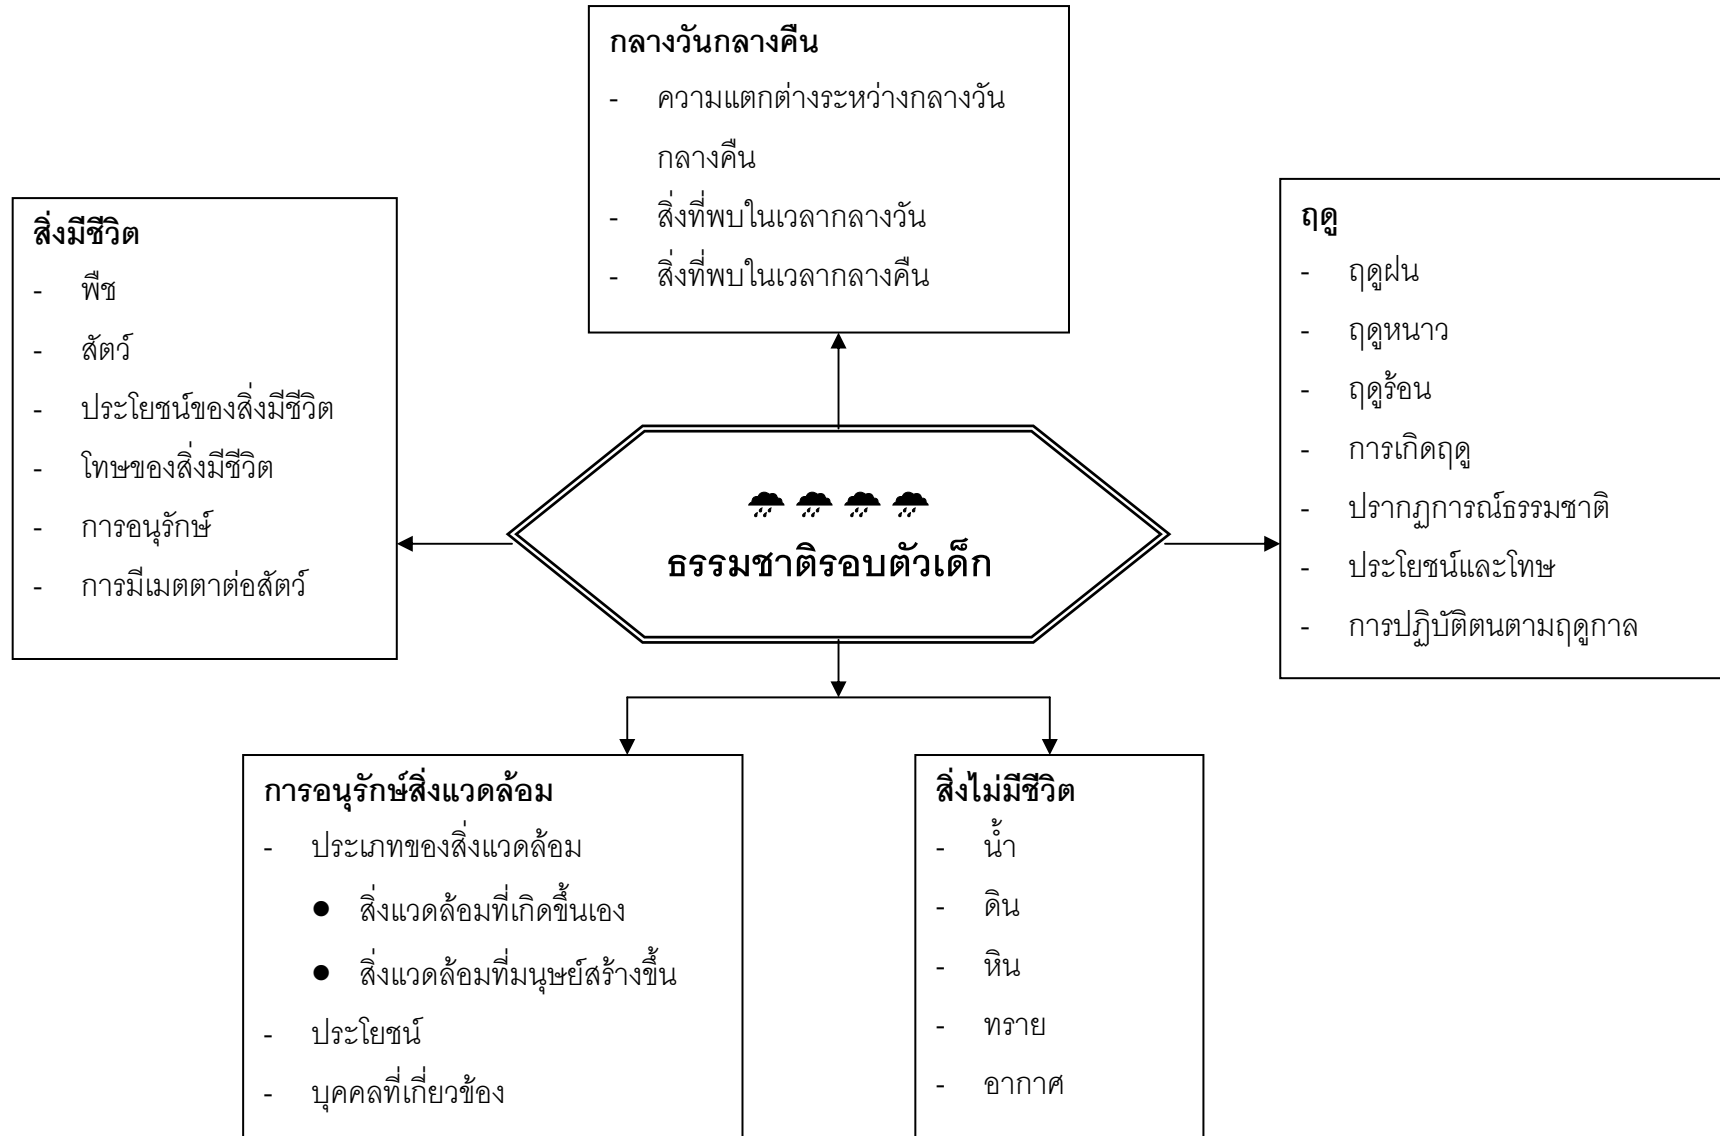 กลางวันกลางคืน
- ความแตกต่างระหว่างกลางวัน
กลางคืน
- สิ่งที่พบในเวลากลางวัน
- สิ่งที่พบในเวลากลางคืน
สิ่งมีชีวิต
- พืช
- สัตว์
- ประโยชน์ของสิ่งมีชีวิต
- โทษของสิ่งมีชีวิต
- การอนุรักษ์
- การมีเมตตาต่อสัตว์
ฤดู
- ฤดูฝน
- ฤดูหนาว
- ฤดูร้อน
- การเกิดฤดู
- ปรากฏการณ์ธรรมชาติ
- ประโยชน์และโทษ
- การปฏิบัติตนตามฤดูกาล
ธรรมชาติรอบตัวเด็ก
การอนุรักษ์สิ่งแวดล้อม
- ประเภทของสิ่งแวดล้อม
● สิ่งแวดล้อมที่เกิดขึ้นเอง
● สิ่งแวดล้อมที่มนุษย์สร้างขึ้น
- ประโยชน์
- บุคคลที่เกี่ยวข้อง
สิ่งไม่มีชีวิต
- น้ำ
- ดิน
- หิน
- ทราย
- อากาศ